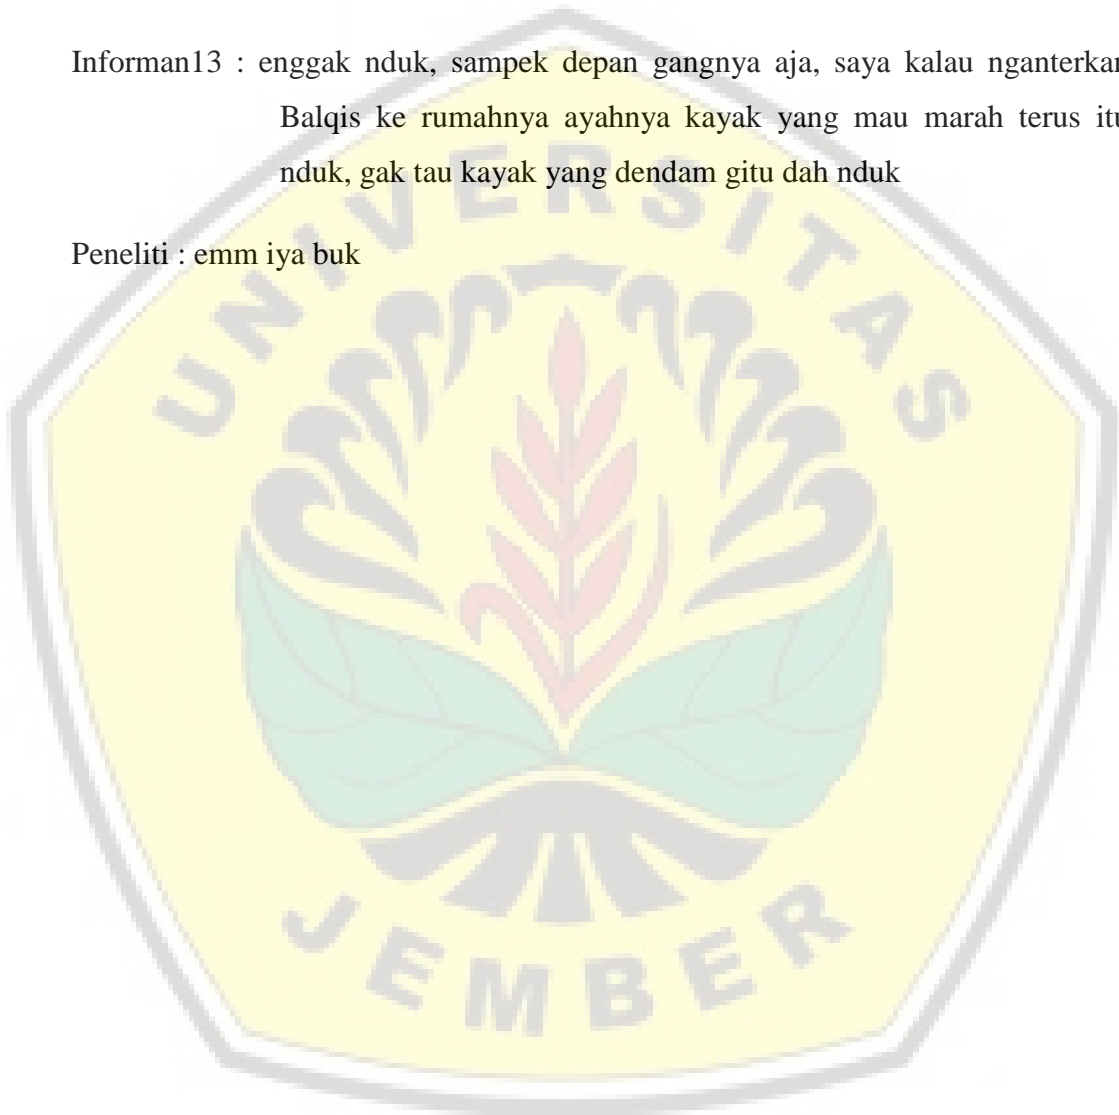 Informan13 : enggak nduk, sampek depan gangnya aja, saya kalau nganterkan
Balqis ke rumahnya ayahnya kayak yang mau marah terus itu
nduk, gak tau kayak yang dendam gitu dah nduk
Peneliti : emm iya buk
UNIVERSITAS
JEMBER